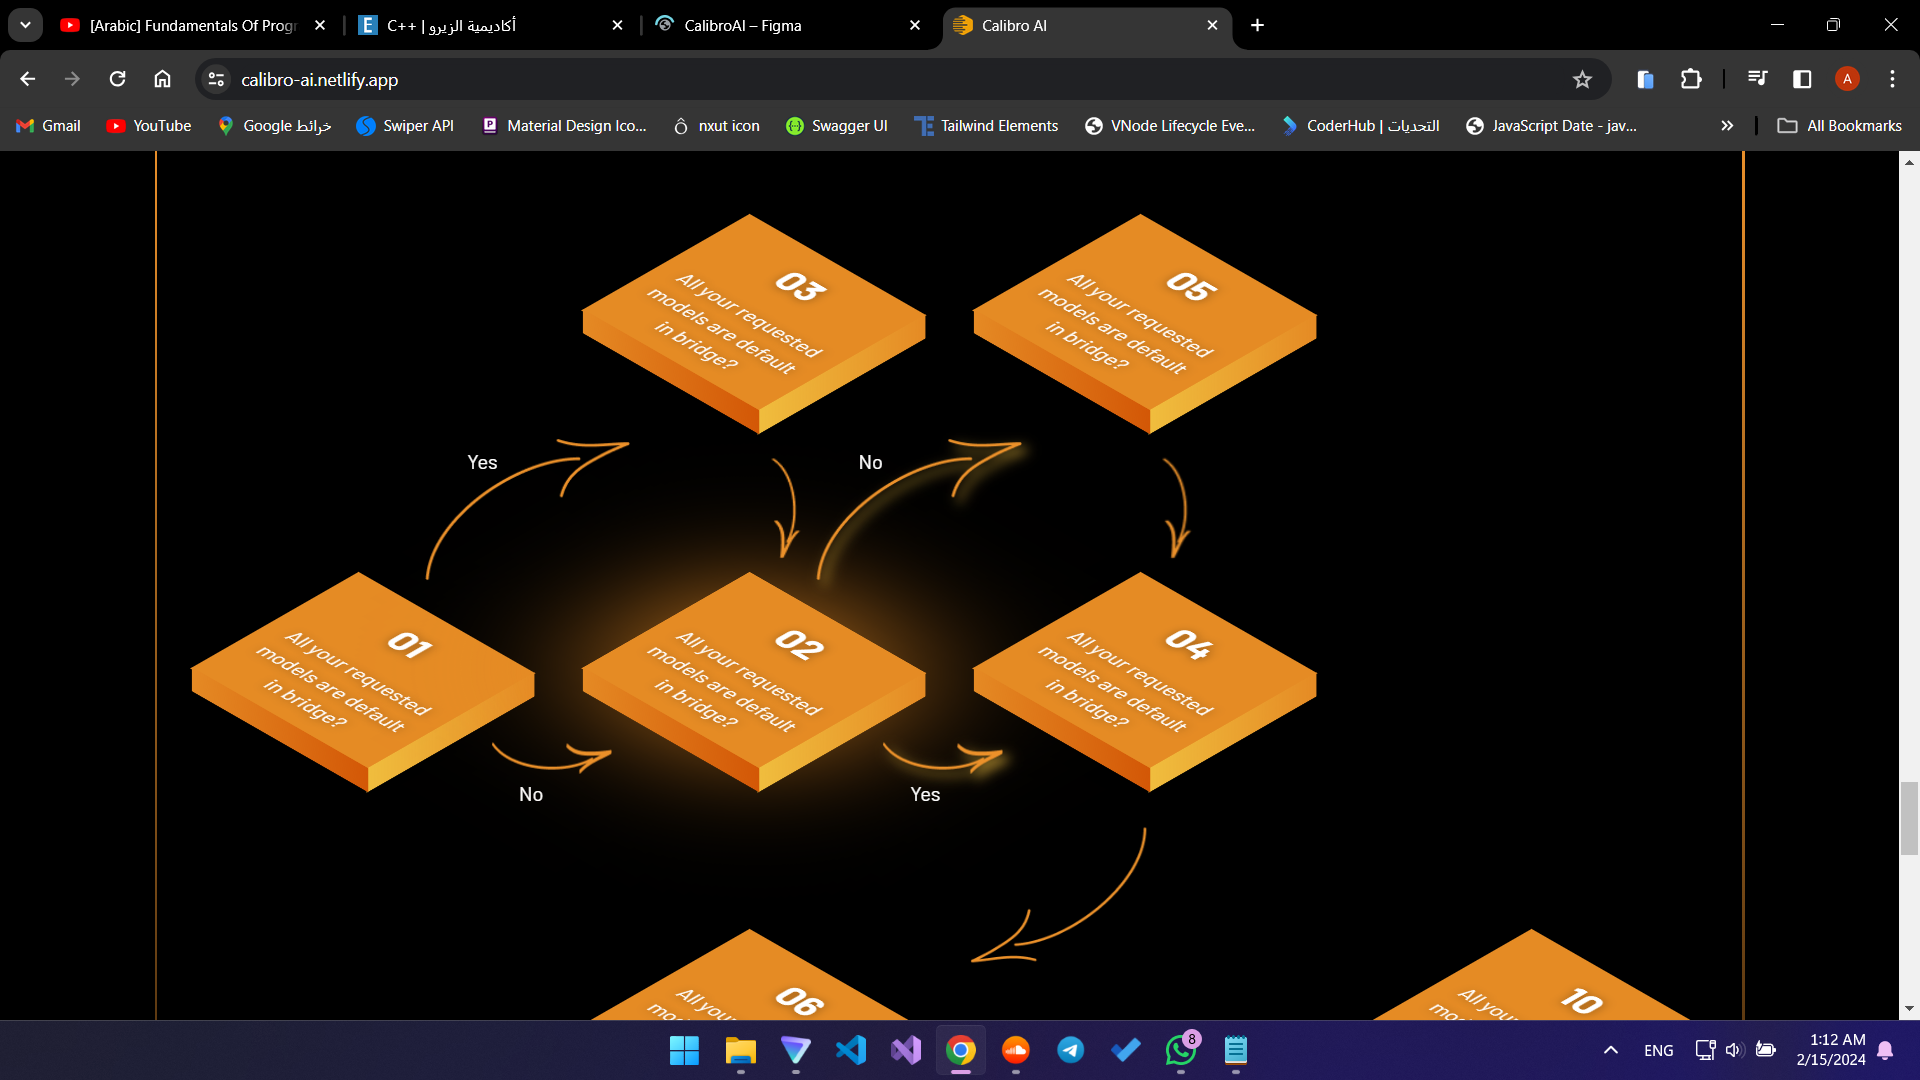 [Arabic] Fundamentals Of Progr
C++ | أكاديمية الزيرو
CalibroAI – Figma
Calibro AI
calibro-ai.netlify.app
A
Gmail
YouTube
Google خرائط
Swiper API
Material Design Ico...
nxut icon
Swagger UI
Tailwind Elements
VNode Lifecycle Eve...
CoderHub | التحديات
JavaScript Date - jav...
All Bookmarks
03
All your requested
models are default
in bridge?
05
All your requested
models are default
in bridge?
Yes
No
01
All your requested
models are default
in bridge?
02
All your requested
models are default
in bridge?
04
All your requested
models are default
in bridge?
No
Yes
06
All your
10
All your
8
ENG
1:12 AM
2/15/2024